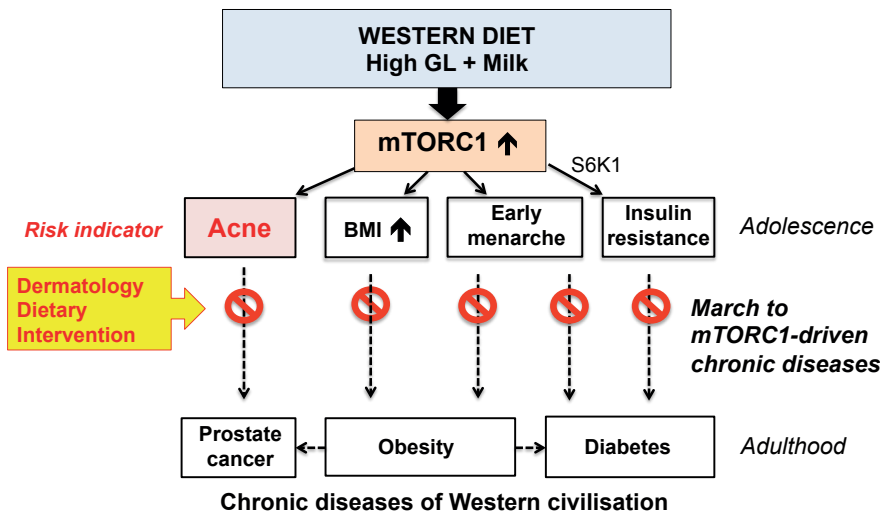 WESTERN DIET
High GL + Milk
mTORC1 ↑
S6K1
Risk indicator
Acne
BMI ↑
Early
menarche
Insulin
resistance
Adolescence
Dermatology
Dietary
Intervention
March to
mTORC1-driven
chronic diseases
Prostate
cancer
Obesity
Diabetes
Adulthood
Chronic diseases of Western civilisation